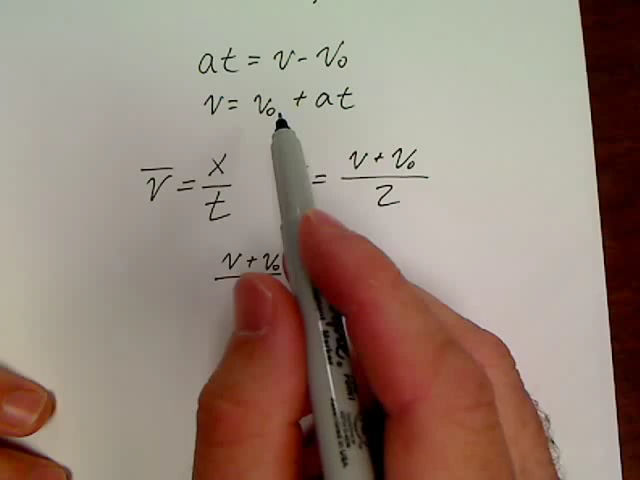 at = v - v₀
v = v₀ + at
v̅ = x/t = (v + v₀)/2
v + v₀